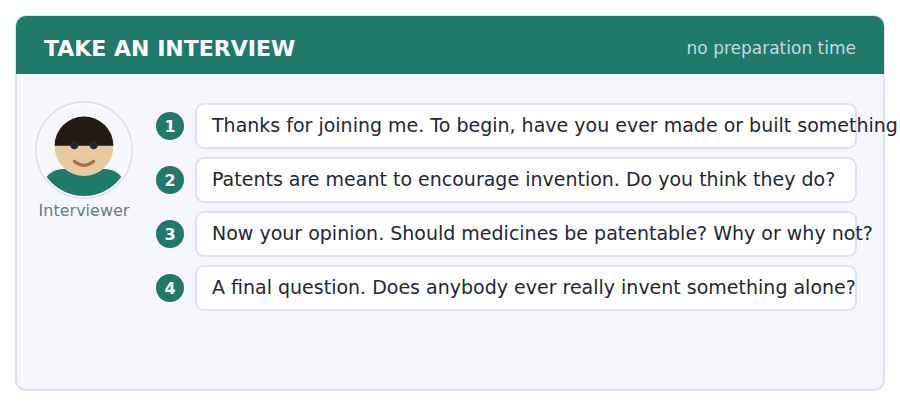 TAKE AN INTERVIEW
no preparation time
1 Thanks for joining me. To begin, have you ever made or built something
2 Patents are meant to encourage invention. Do you think they do?
Interviewer
3 Now your opinion. Should medicines be patentable? Why or why not?
4 A final question. Does anybody ever really invent something alone?